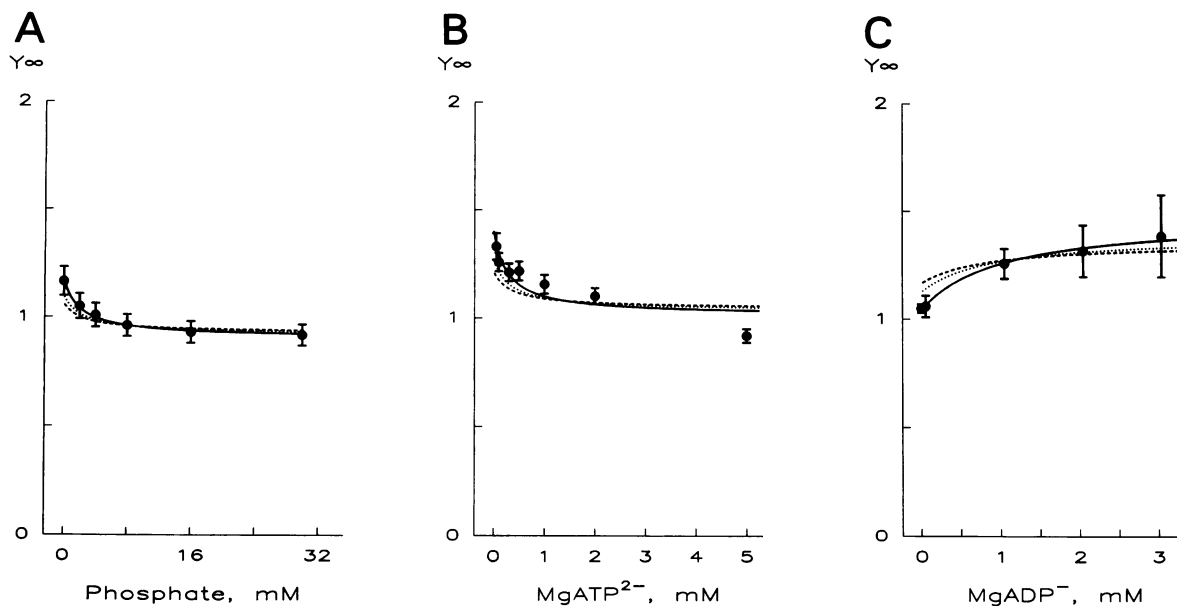 A
Y∞
2
1
0
0 16 32
Phosphate, mM
B
Y∞
2
1
0
0 1 2 3 4 5
MgATP²⁻, mM
C
Y∞
2
1
0
0 1 2 3
MgADP⁻, mM